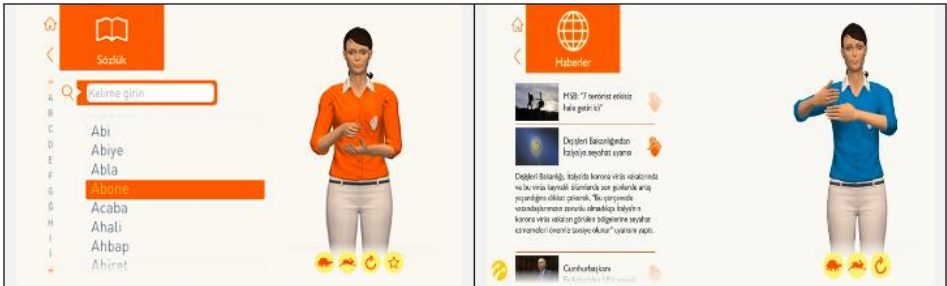 Sözlük
Kelime girin
A
B
C
D
E
F
G
Ğ
H
I
İ
Abi
Abiye
Abla
Abone
Acaba
Ahali
Ahbap
Ahiret
Haberler
MSB: "7 terörist etkisiz
hale getirildi"
Dışişleri Bakanlığından
İtalya'ya seyahat uyarısı
Dışişleri Bakanlığı, İtalya'da korona virüs vakalarında
ve bu virüs kaynaklı ölümlerde son günlerde artış
yaşandığına dikkat çekerek, "Bu çerçevede
vatandaşlarımızın zorunlu olmadıkça İtalya'nın
korona virüs vakaları görülen bölgelerine seyahat
etmemeleri önemle tavsiye olunur" uyarısını yaptı.
Cumhurbaşkanı